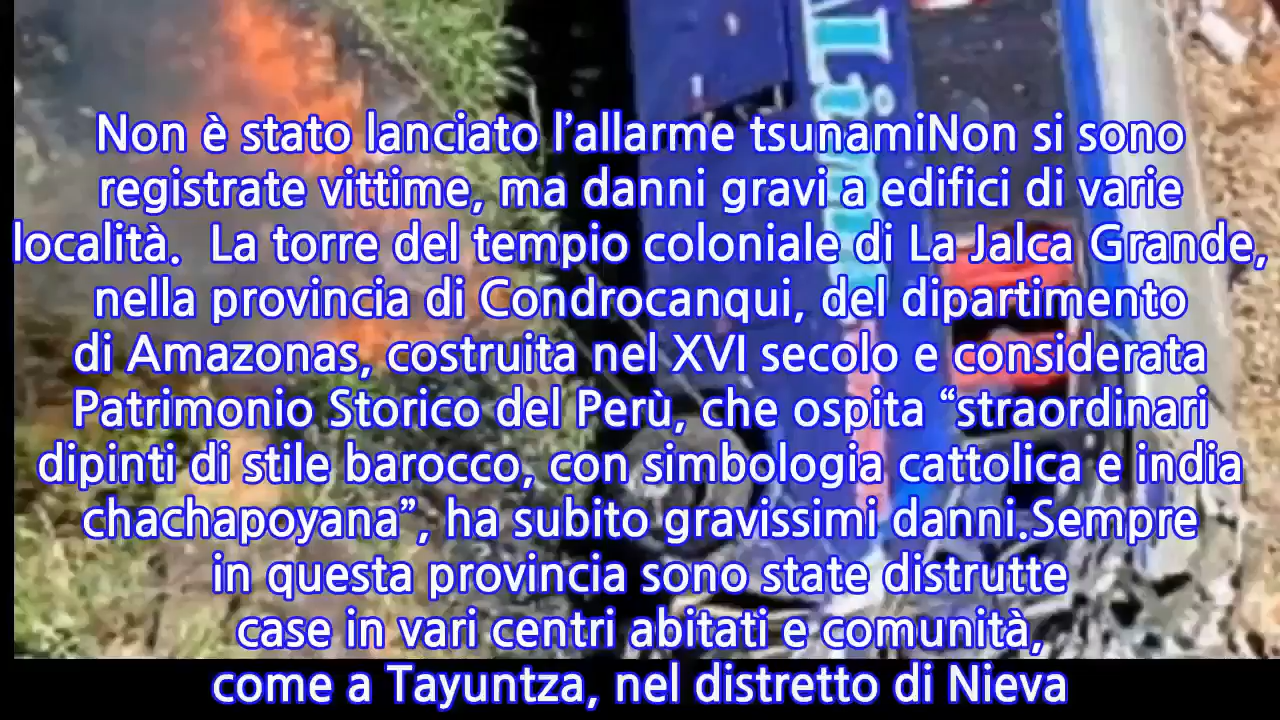 Non è stato lanciato l’allarme tsunamiNon si sono
registrate vittime, ma danni gravi a edifici di varie
località.  La torre del tempio coloniale di La Jalca Grande,
nella provincia di Condrocanqui, del dipartimento
di Amazonas, costruita nel XVI secolo e considerata
Patrimonio Storico del Perù, che ospita “straordinari
dipinti di stile barocco, con simbologia cattolica e india
chachapoyana”, ha subito gravissimi danni.Sempre
in questa provincia sono state distrutte
case in vari centri abitati e comunità,
come a Tayuntza, nel distretto di Nieva